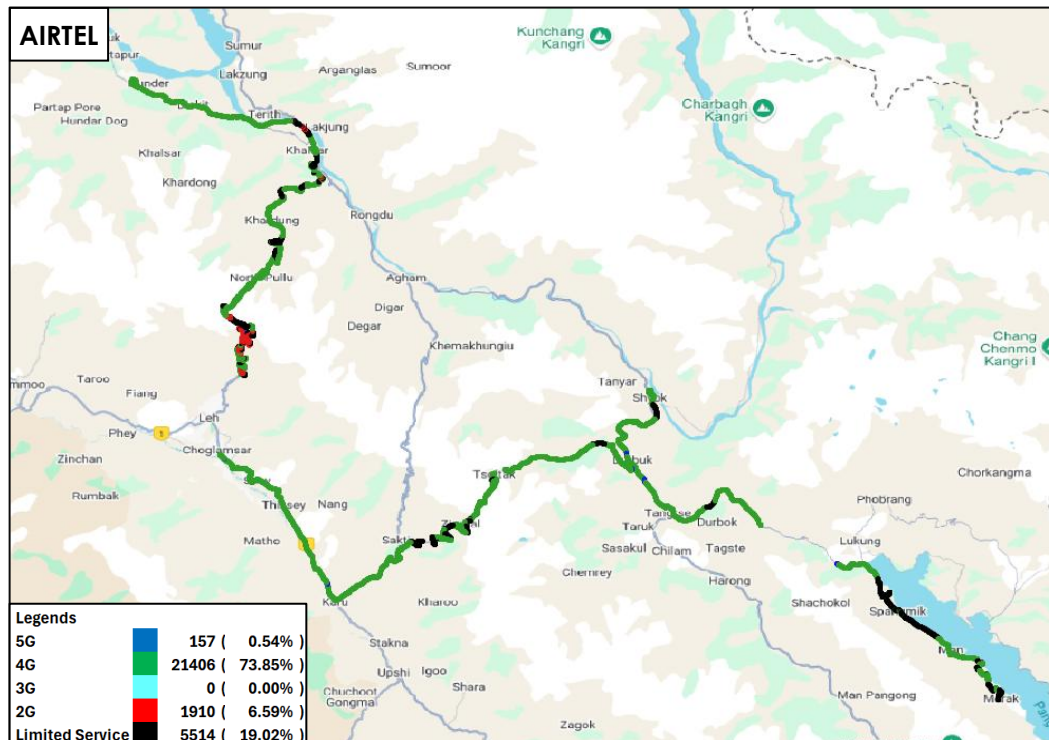 AIRTEL
Sumur
Kunchang
Kangri
Lakzung
Arganglas
Sumoor
Partap Pore
Hundar Dog
Terith
Charbagh
Kangri
Khalsar
Khardong
Rongdu
Agham
Digar
Degar
Khemakhungiu
Chang
Chenmo
Kangri I
Taroo
Fiang
Tanyar
Leh
Phey
1
Choglamsar
Zinchan
Rumbak
Nang
Chorkangma
Phobrang
Matho
Taruk
Durbok
Lukung
Sasakul
Chilam
Tagste
Chemrey
Harong
Shachokol
Karu
Kharoo
Stakna
Upshi
Igoo
Shara
Chuchoot
Gongmal
Man Pangong
Zagok
Legends
5G 157 ( 0.54% )
4G 21406 ( 73.85% )
3G 0 ( 0.00% )
2G 1910 ( 6.59% )
Limited Service 5514 ( 19.02% )